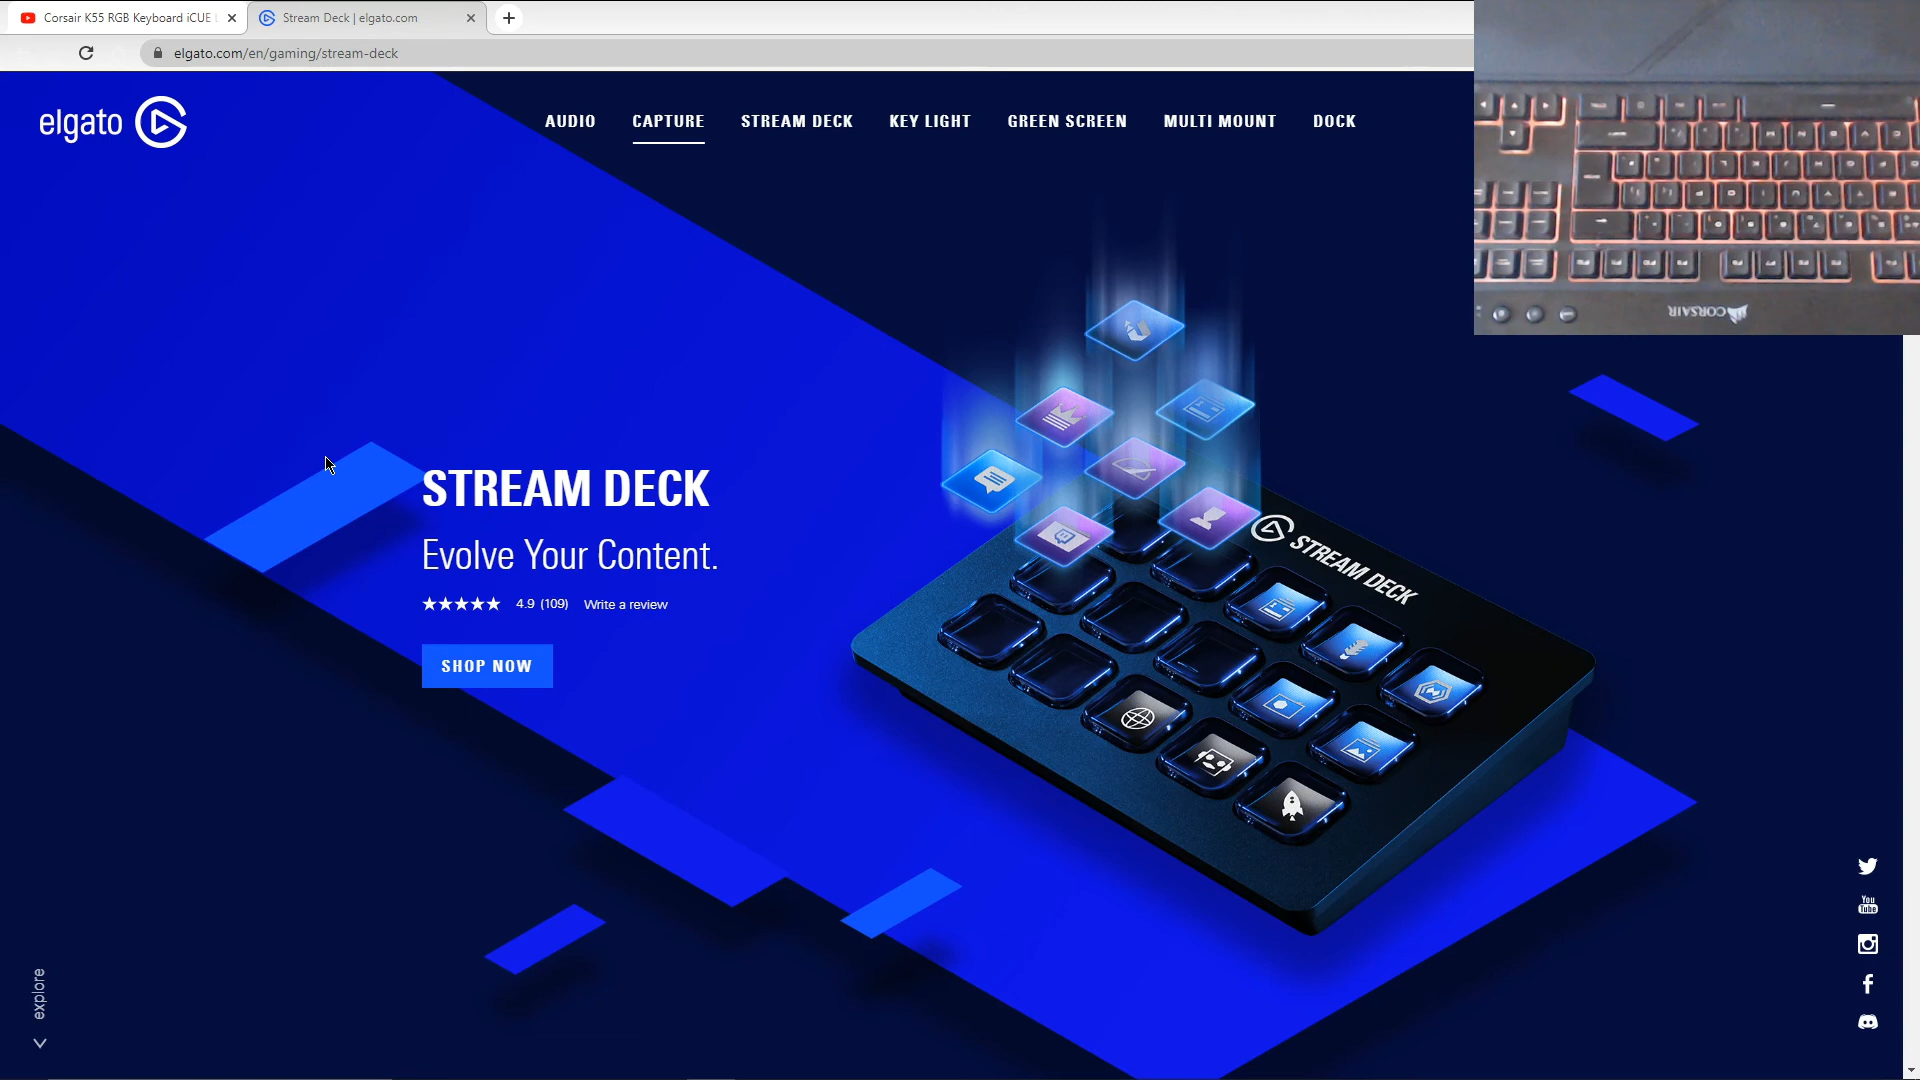 Corsair K55 RGB Keyboard iCUE
Stream Deck | elgato.com
elgato.com/en/gaming/stream-deck
elgato
AUDIO
CAPTURE
STREAM DECK
KEY LIGHT
GREEN SCREEN
MULTI MOUNT
DOCK
CORSAIR
STREAM DECK
STREAM DECK
Evolve Your Content.
4.9 (109) Write a review
SHOP NOW
You
Tube
explore